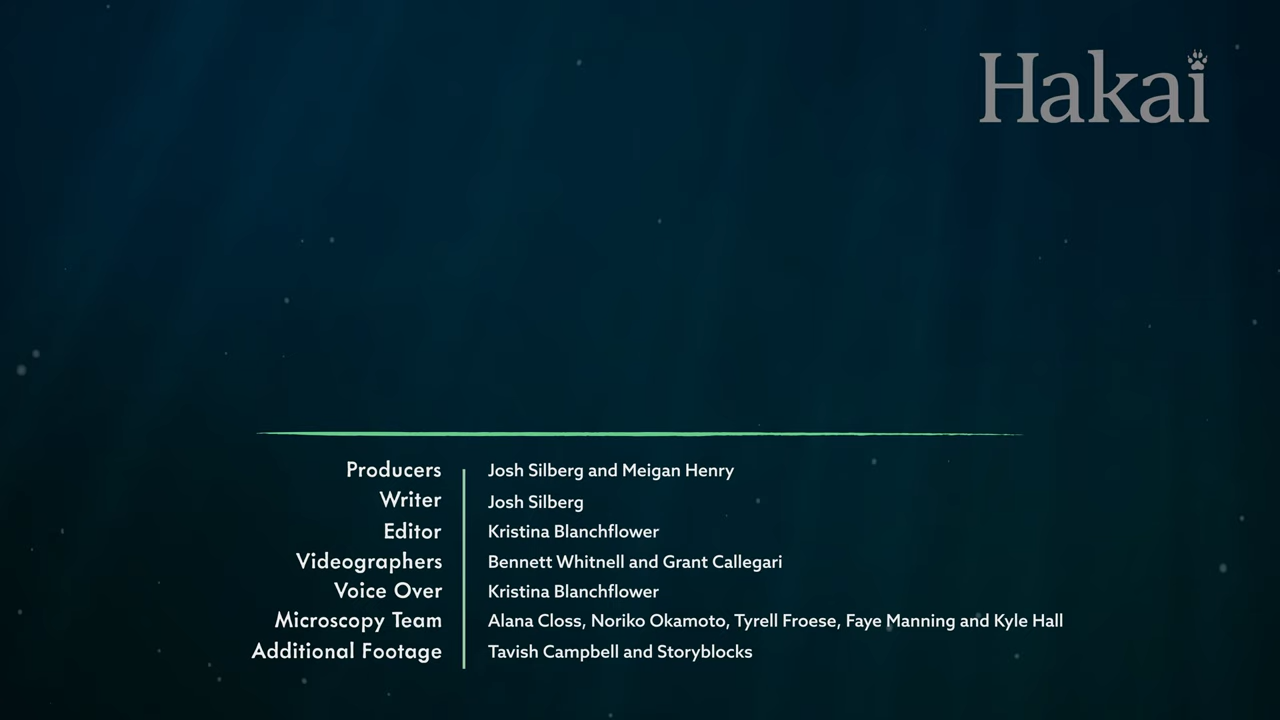 Hakai
Producers Josh Silberg and Meigan Henry
Writer Josh Silberg
Editor Kristina Blanchflower
Videographers Bennett Whitnell and Grant Callegari
Voice Over Kristina Blanchflower
Microscopy Team Alana Closs, Noriko Okamoto, Tyrell Froese, Faye Manning and Kyle Hall
Additional Footage Tavish Campbell and Storyblocks